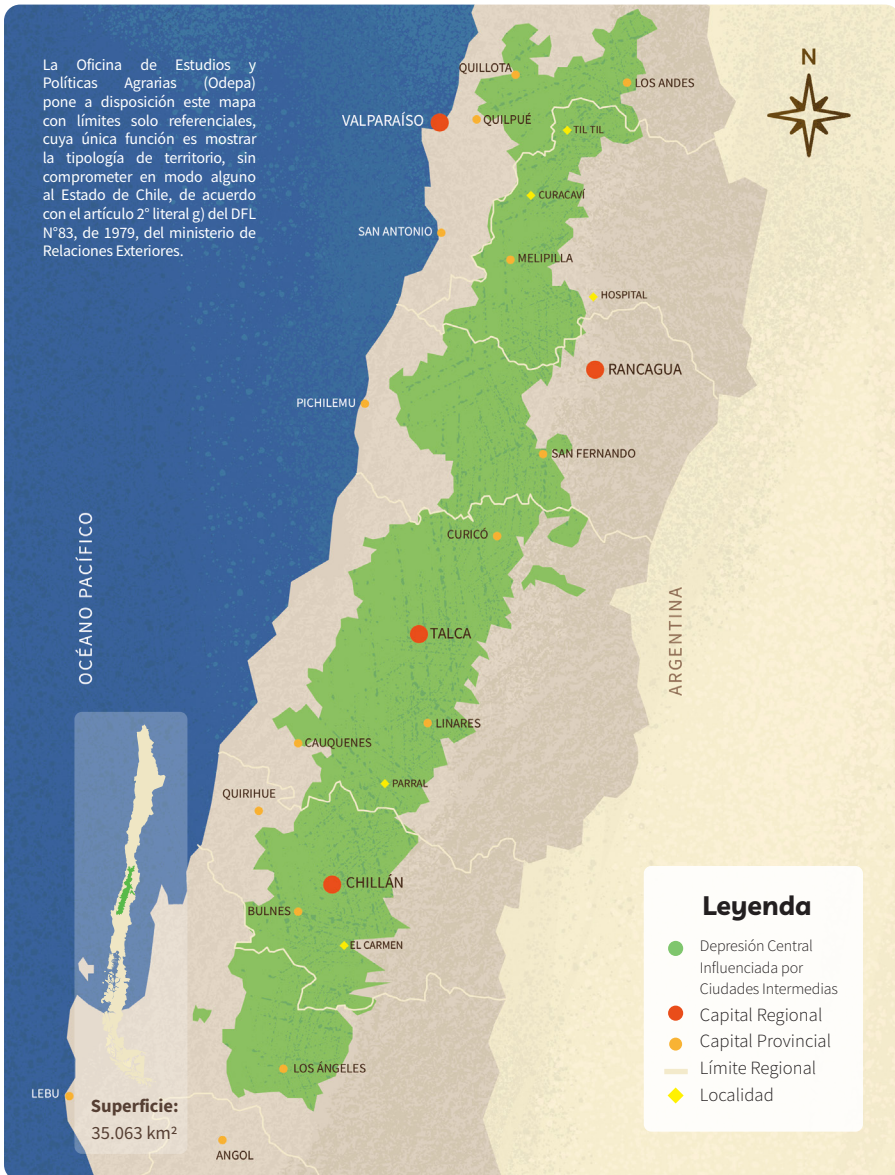 La Oficina de Estudios y
Políticas Agrarias (Odepa)
pone a disposición este mapa
con límites solo referenciales,
cuya única función es mostrar
la tipología de territorio, sin
comprometer en modo alguno
al Estado de Chile, de acuerdo
con el artículo 2° literal g) del DFL
N°83, de 1979, del ministerio de
Relaciones Exteriores.
N
QUILLOTA
LOS ANDES
VALPARAÍSO
QUILPUÉ
TIL TIL
CURACAVÍ
SAN ANTONIO
MELIPILLA
HOSPITAL
RANCAGUA
PICHILEMU
SAN FERNANDO
CURICÓ
OCÉANO PACÍFICO
ARGENTINA
TALCA
LINARES
CAUQUENES
PARRAL
QUIRIHUE
CHILLÁN
BULNES
EL CARMEN
LOS ÁNGELES
LEBU
ANGOL
Superficie:
35.063 km²
Leyenda
Depresión Central
Influenciada por
Ciudades Intermedias
Capital Regional
Capital Provincial
Límite Regional
Localidad